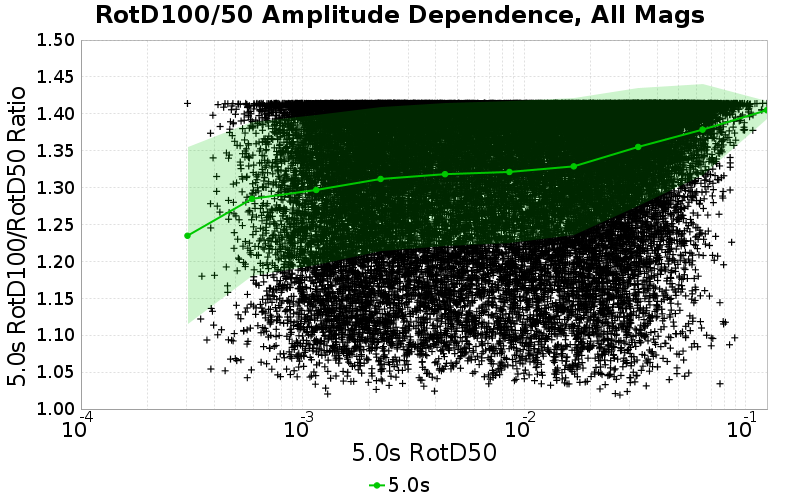 RotD100/50 Amplitude Dependence, All Mags
5.0s RotD100/RotD50 Ratio
1.50
1.45
1.40
1.35
1.30
1.25
1.20
1.15
1.10
1.05
1.00
10^-4 10^-3 10^-2 10^-1
5.0s RotD50
5.0s